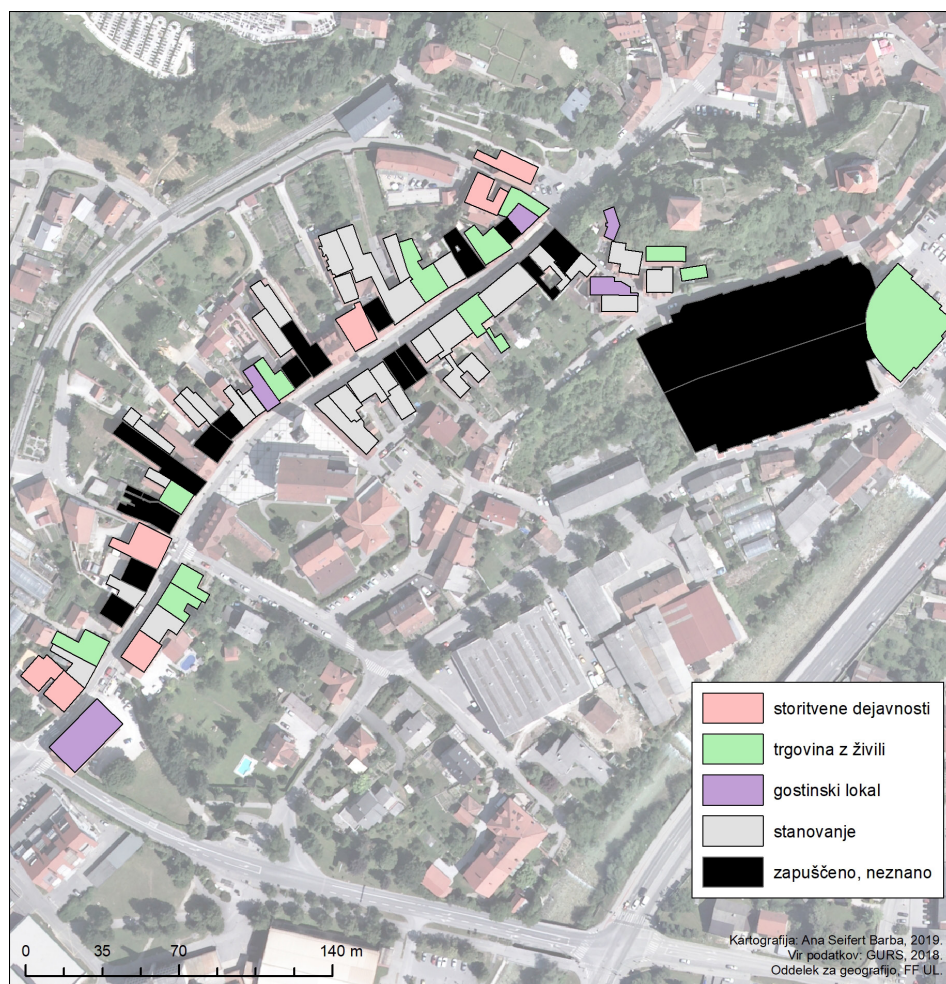 storitvene dejavnosti
trgovina z živili
gostinski lokal
stanovanje
zapuščeno, neznano
0 35 70 140 m
Kartografija: Ana Seifert Barba, 2019.
Vir podatkov: GURS, 2018.
Oddelek za geografijo, FF UL.